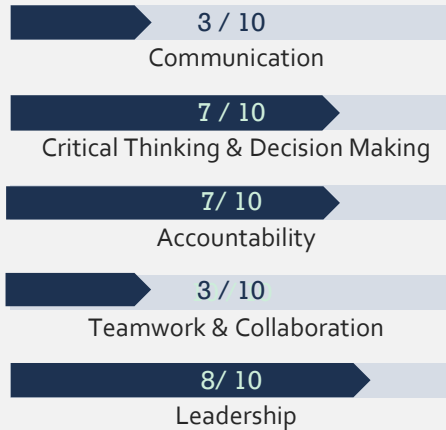 3 / 10
Communication
7 / 10
Critical Thinking & Decision Making
7/ 10
Accountability
3 / 10
Teamwork & Collaboration
8/ 10
Leadership